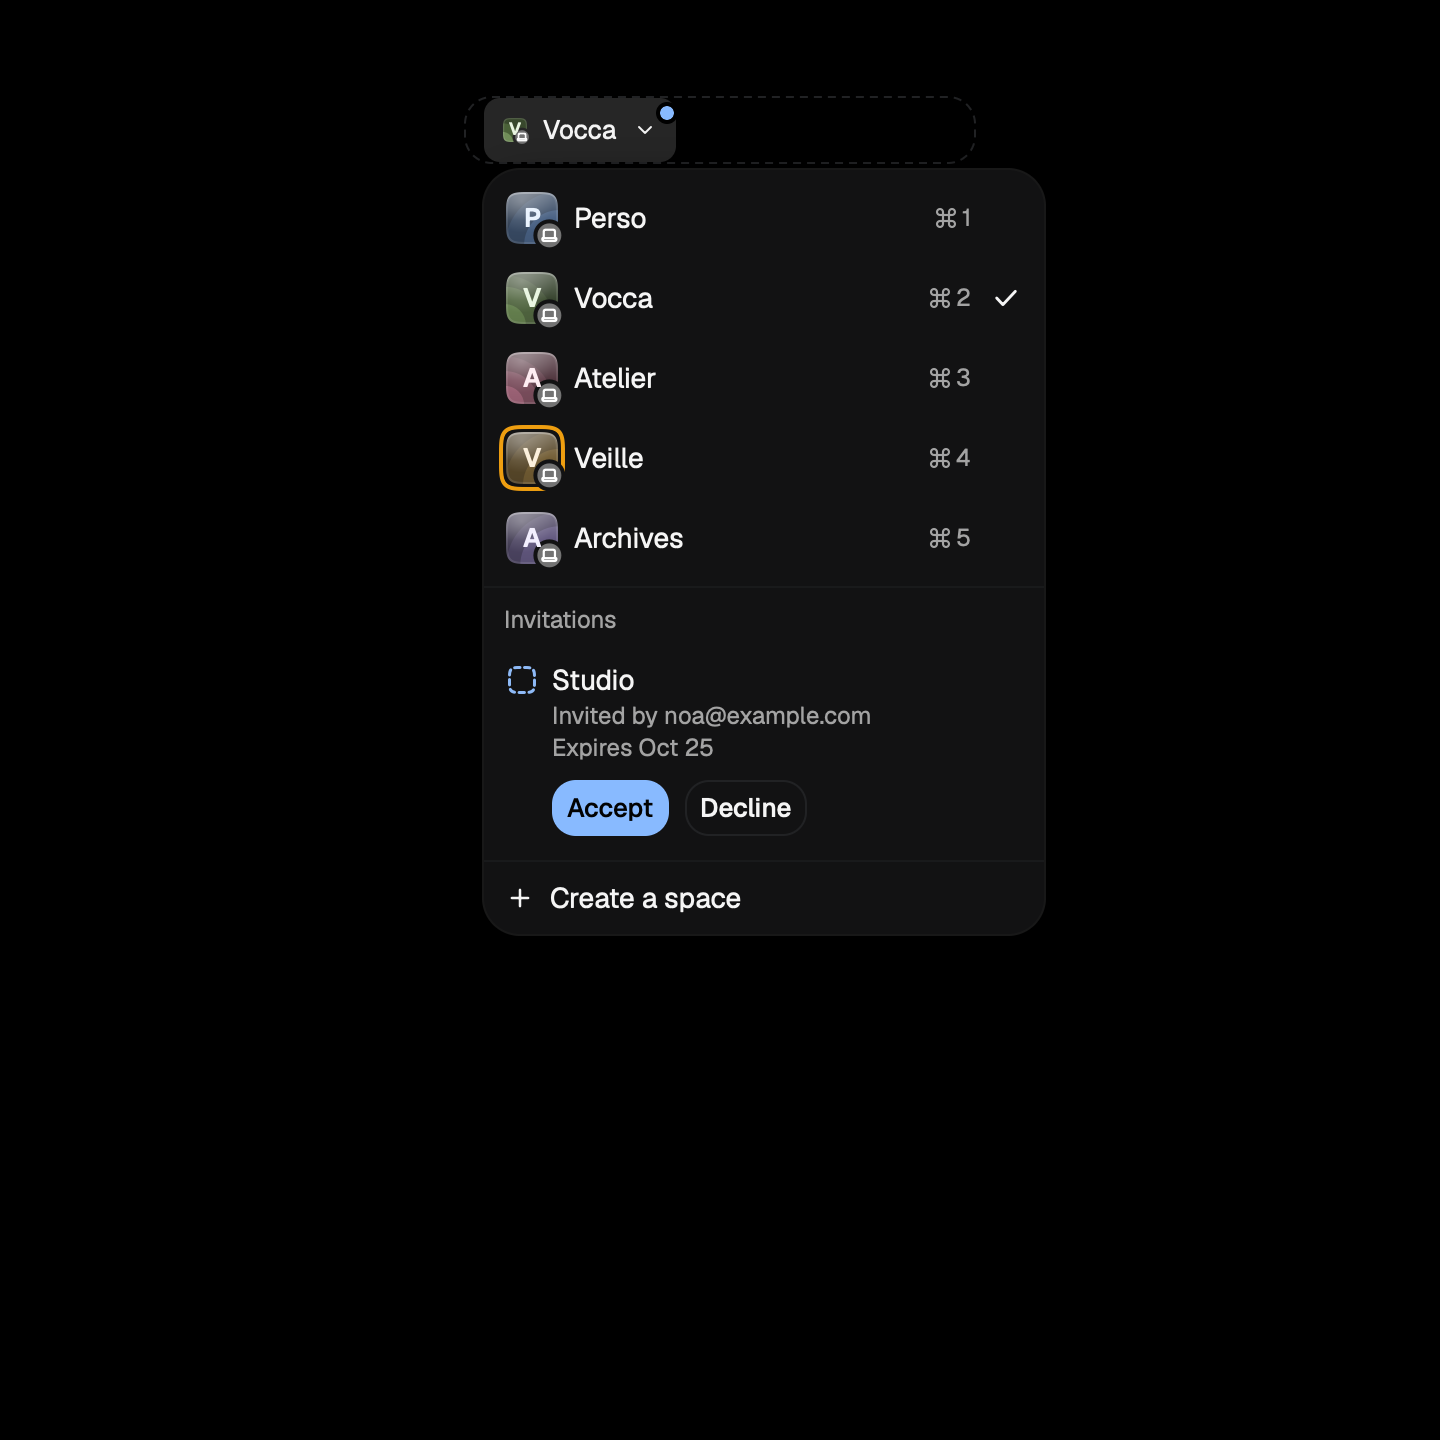 V Vocca
P Perso ⌘1
V Vocca ⌘2
A Atelier ⌘3
V Veille ⌘4
A Archives ⌘5
Invitations
Studio
Invited by noa@example.com
Expires Oct 25
Accept Decline
+ Create a space